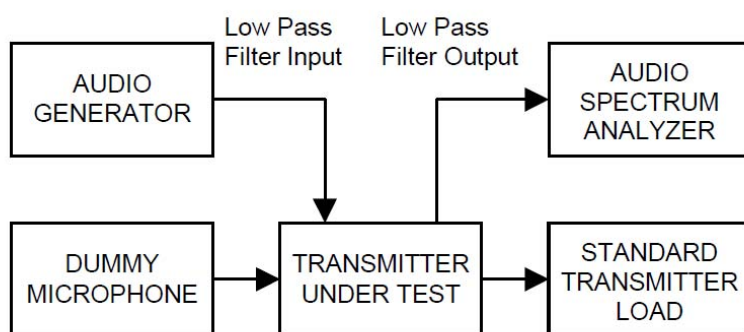 Low Pass
Filter Input
Low Pass
Filter Output
AUDIO
GENERATOR
AUDIO
SPECTRUM
ANALYZER
DUMMY
MICROPHONE
TRANSMITTER
UNDER TEST
STANDARD
TRANSMITTER
LOAD